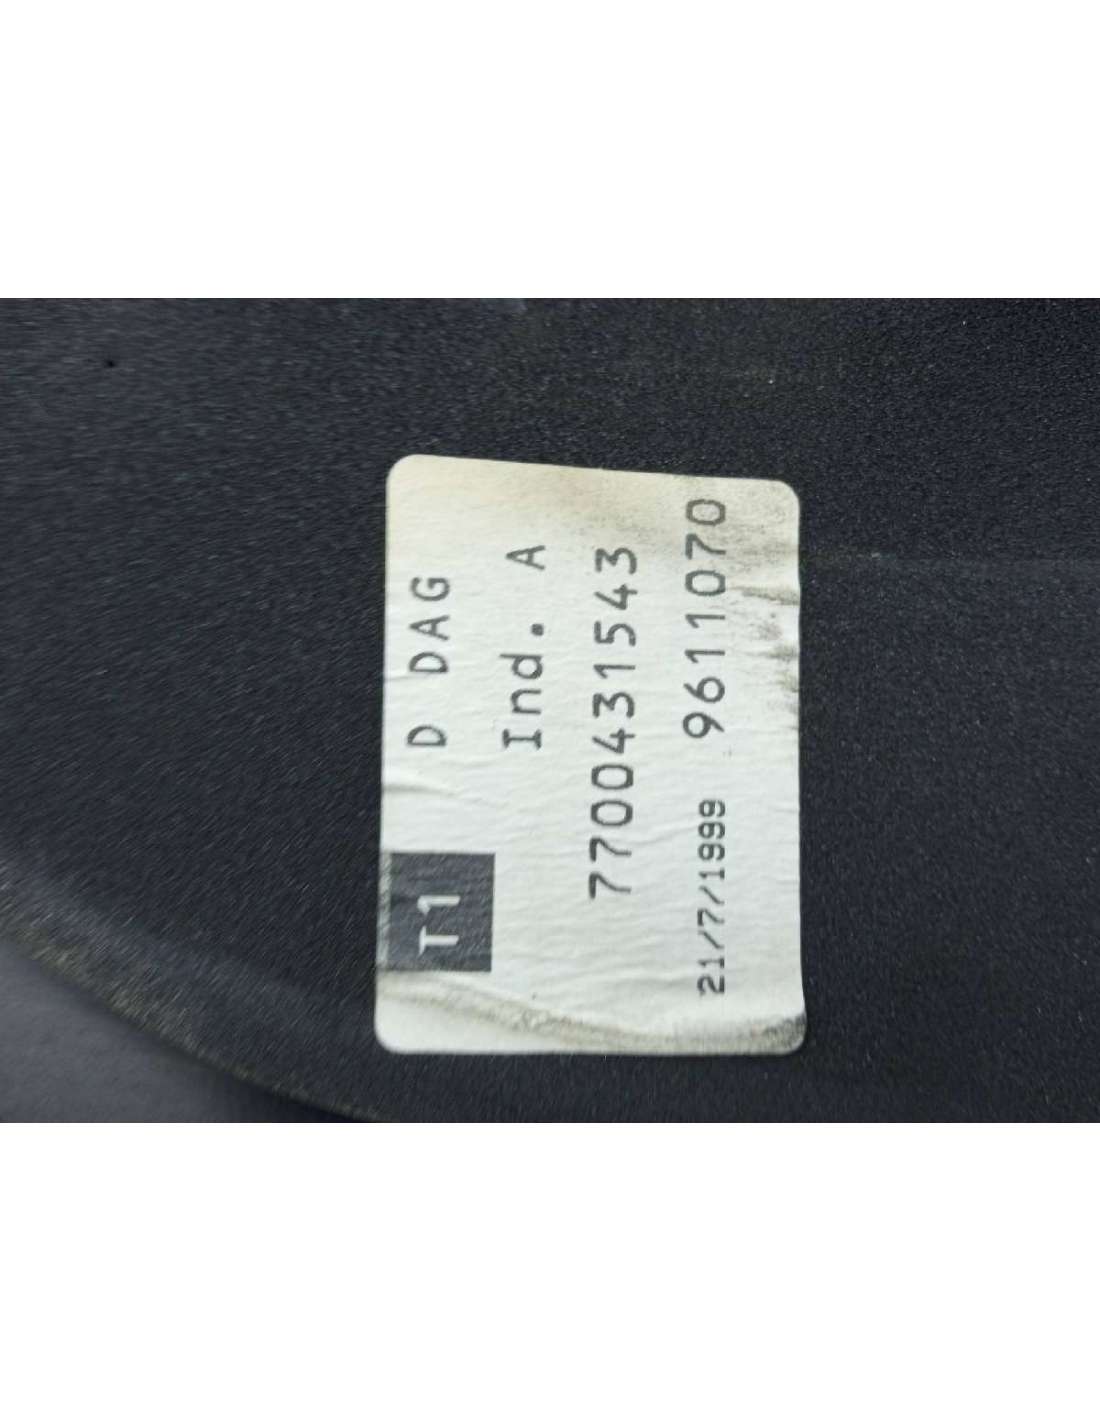 T1 D DAG
Ind. A
7700431543
21/7/1999 9611070